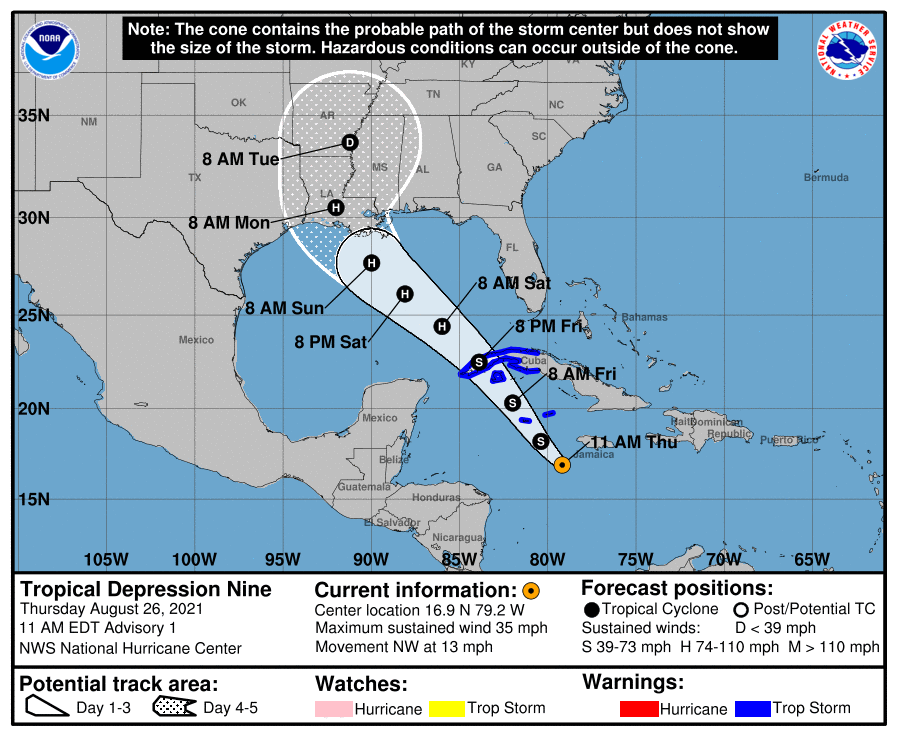 Note: The cone contains the probable path of the storm center but does not show
the size of the storm. Hazardous conditions can occur outside of the cone.
NOAA
NATIONAL WEATHER SERVICE
KY
VA
35N
NM
OK
AR
TN
NC
SC
8 AM Tue
D
TX
MS
AL
GA
Bermuda
LA
H
8 AM Mon
30N
FL
H
8 AM Sat
8 AM Sun
H
25N
H
8 PM Fri
Bahamas
Mexico
8 PM Sat
S
Cuba
8 AM Fri
20N
S
Mexico
Haiti
Dominican
Republic
Puerto Rico
S
11 AM Thu
Jamaica
Belize
15N
Guatemala
Honduras
El Salvador
Nicaragua
105W
100W
95W
90W
85W
80W
75W
70W
65W
Tropical Depression Nine
Thursday August 26, 2021
11 AM EDT Advisory 1
NWS National Hurricane Center
Current information:
Center location 16.9 N 79.2 W
Maximum sustained wind 35 mph
Movement NW at 13 mph
Forecast positions:
Tropical Cyclone
Post/Potential TC
Sustained winds:
D < 39 mph
S 39-73 mph H 74-110 mph M > 110 mph
Potential track area:
Day 1-3
Day 4-5
Watches:
Hurricane
Trop Storm
Warnings:
Hurricane
Trop Storm